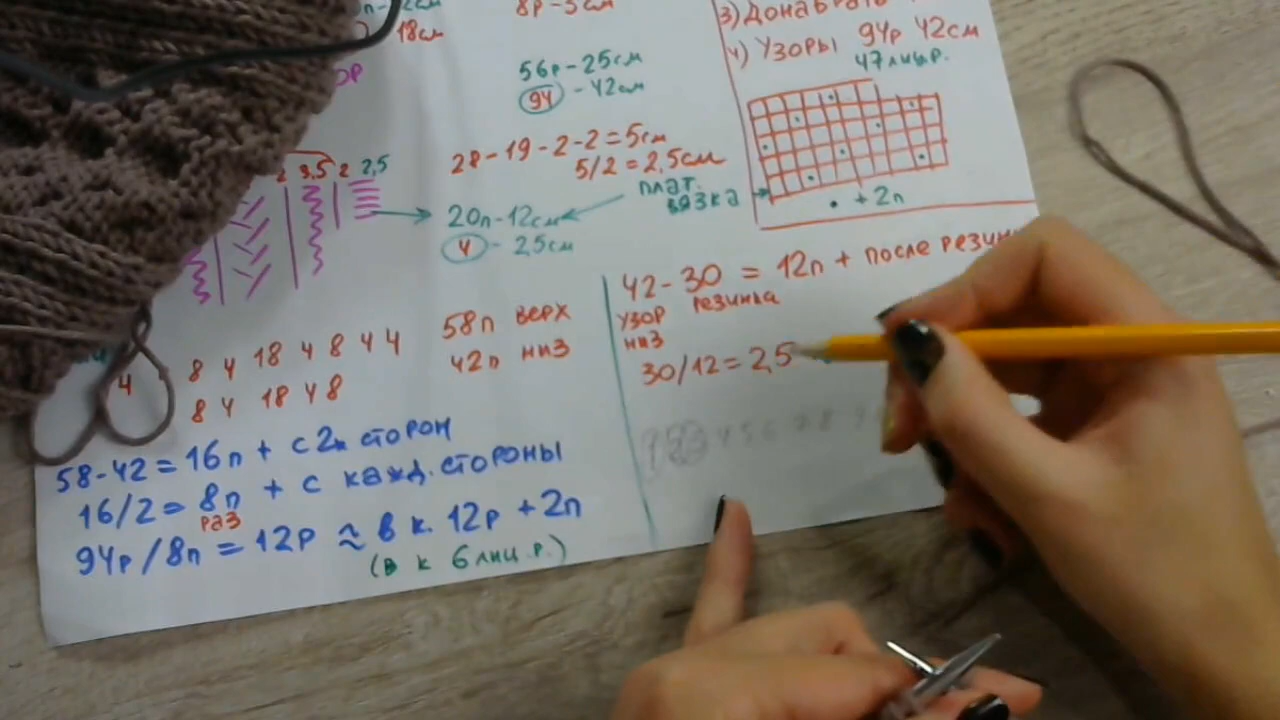 18см
8р-3см
56р-25см
94 -42см
28-19-2-2=5см
5/2=2,5см
2 3,5 2 2,5
плат.
вязка
20п-12см
4 - 2,5см
3) Донабрать
4) Узоры 94р 42см
47 лиц р.
• +2п
58п верх
42п низ
4 8 4 18 4 8 4 4
8 4 18 4 8
58-42=16п + с 2х сторон
16/2=8п + с кажд. стороны
раз
94р/8п = 12р ≈ в к. 12р +2п
(в к 6 лиц р.)
42-30 = 12п + после
узор резинка
низ
30/12=2,5